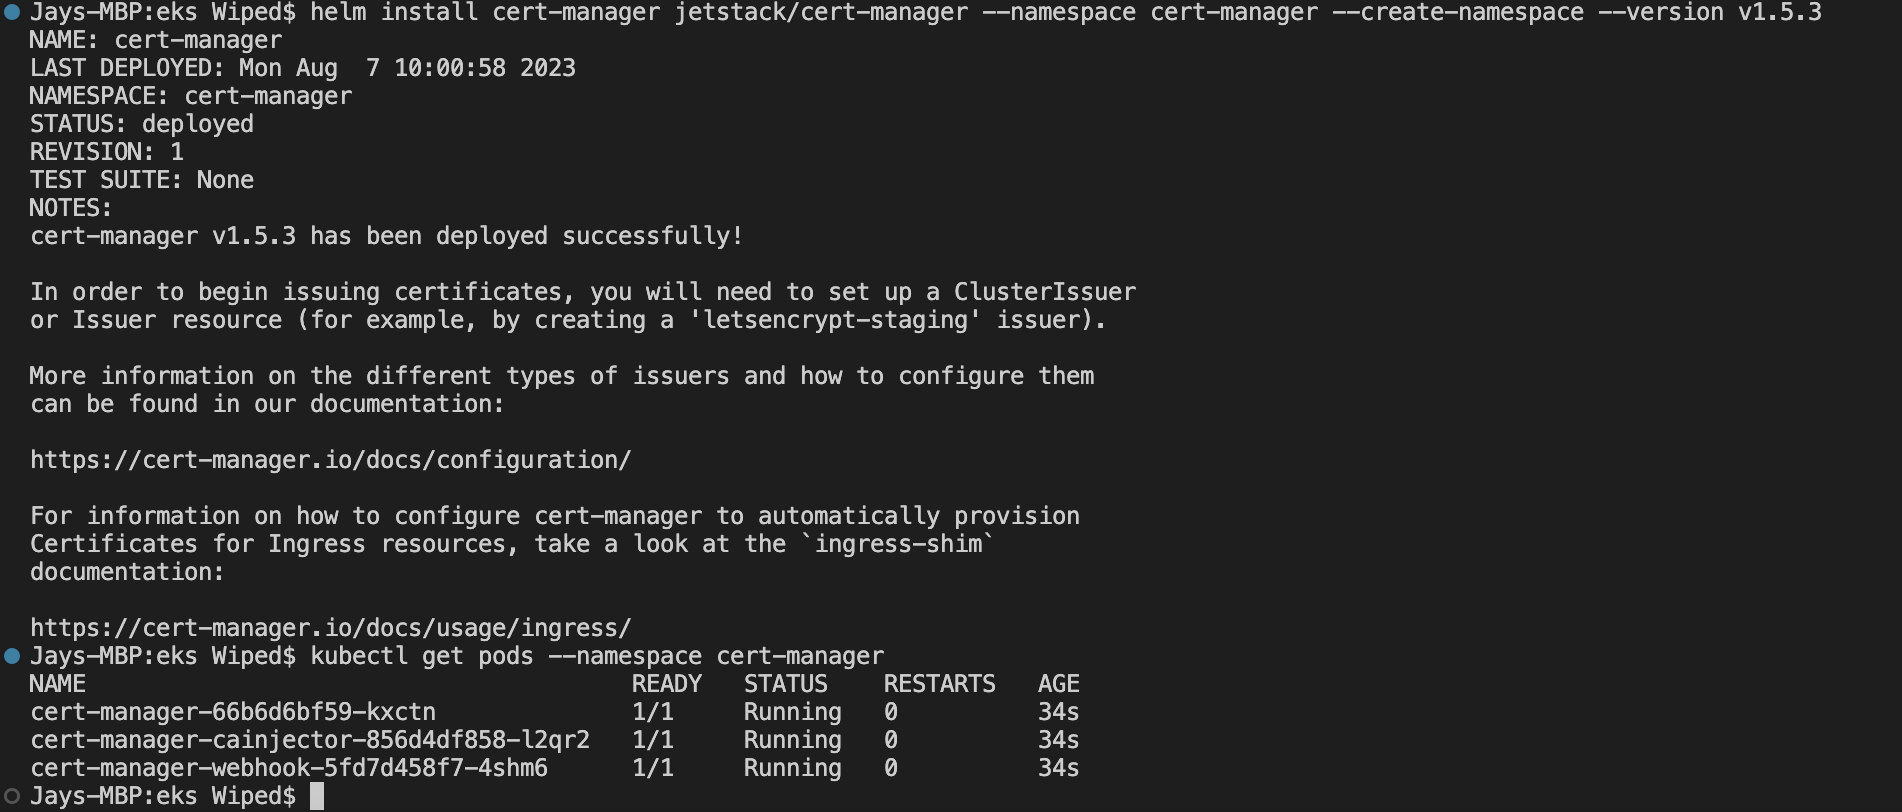 Jays-MBP:eks Wiped$ helm install cert-manager jetstack/cert-manager --namespace cert-manager --create-namespace --version v1.5.3
NAME: cert-manager
LAST DEPLOYED: Mon Aug  7 10:00:58 2023
NAMESPACE: cert-manager
STATUS: deployed
REVISION: 1
TEST SUITE: None
NOTES:
cert-manager v1.5.3 has been deployed successfully!

In order to begin issuing certificates, you will need to set up a ClusterIssuer
or Issuer resource (for example, by creating a 'letsencrypt-staging' issuer).

More information on the different types of issuers and how to configure them
can be found in our documentation:

https://cert-manager.io/docs/configuration/

For information on how to configure cert-manager to automatically provision
Certificates for Ingress resources, take a look at the `ingress-shim`
documentation:

https://cert-manager.io/docs/usage/ingress/
Jays-MBP:eks Wiped$ kubectl get pods --namespace cert-manager
NAME                                       READY   STATUS    RESTARTS   AGE
cert-manager-66b6d6bf59-kxctn              1/1     Running   0          34s
cert-manager-cainjector-856d4df858-l2qr2   1/1     Running   0          34s
cert-manager-webhook-5fd7d458f7-4shm6      1/1     Running   0          34s
Jays-MBP:eks Wiped$